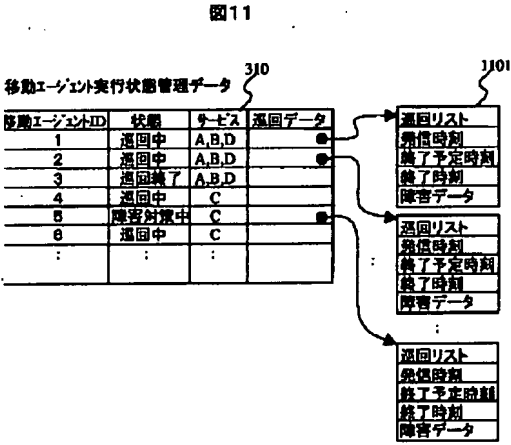 図11
310
1101
移動エージェント実行状態管理データ
移動エージェントID 状態 サービス 巡回データ
1 巡回中 A,B,D
2 巡回中 A,B,D
3 巡回終了 A,B,D
4 巡回中 C
5 障害対策中 C
6 巡回中 C
: : :
巡回リスト
発信時刻
終了予定時刻
終了時刻
障害データ
巡回リスト
発信時刻
終了予定時刻
終了時刻
障害データ
:
:
巡回リスト
発信時刻
終了予定時刻
終了時刻
障害データ